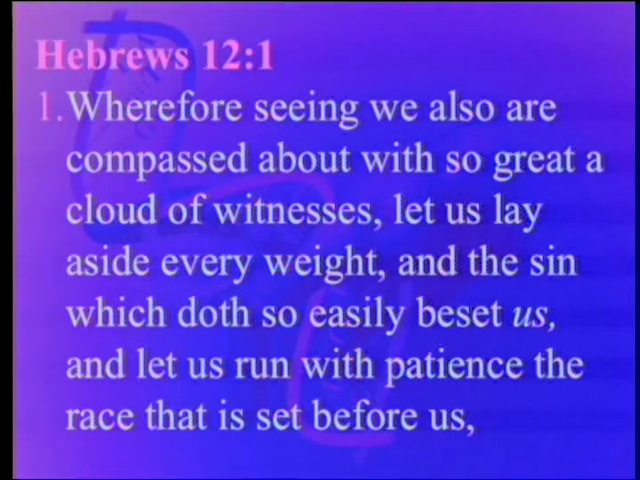 Hebrews 12:1
1. Wherefore seeing we also are
compassed about with so great a
cloud of witnesses, let us lay
aside every weight, and the sin
which doth so easily beset us,
and let us run with patience the
race that is set before us,